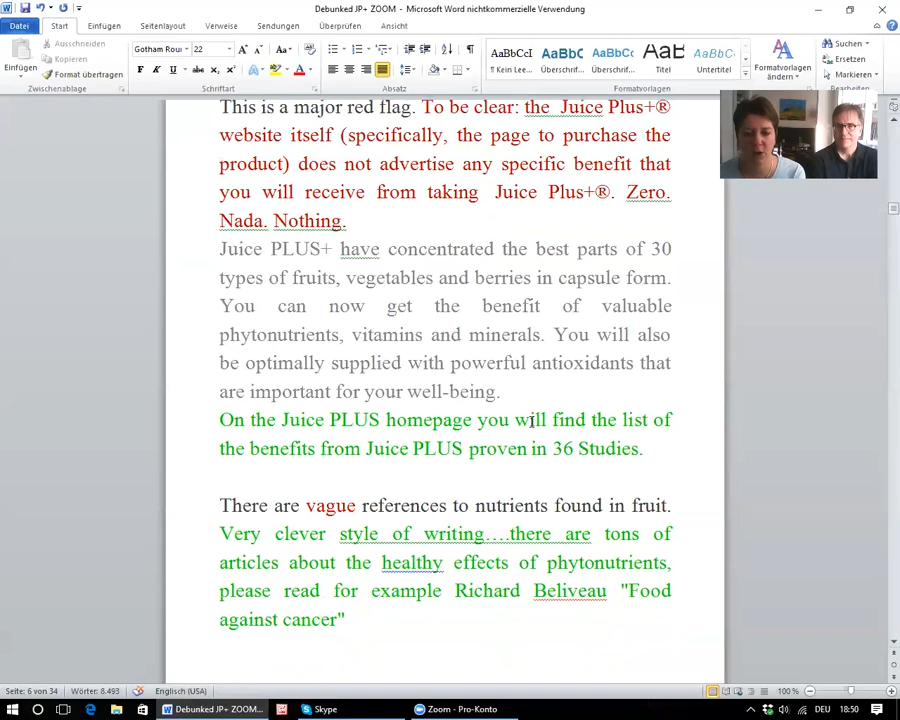 Debunked JP+ ZOOM... - Microsoft Word nichtkommerzielle Verwendung
Datei Start Einfügen Seitenlayout Verweise Sendungen Überprüfen Ansicht
Einfügen
Ausschneiden
Kopieren
Format übertragen
Zwischenablage
Gotham Roun 22
F K U abc x₂ x²
Schriftart
Absatz
AaBbCcI AaBbC AaBbCc AaB AaBbCc
¶ Kein Lee... Überschrif... Überschrif... Titel Untertitel
Formatvorlagen
Formatvorlagen ändern
Suchen
Ersetzen
Markieren
Bearbeiten
This is a major red flag. To be clear: the Juice Plus+®
website itself (specifically, the page to purchase the
product) does not advertise any specific benefit that
you will receive from taking Juice Plus+®. Zero.
Nada. Nothing.
Juice PLUS+ have concentrated the best parts of 30
types of fruits, vegetables and berries in capsule form.
You can now get the benefit of valuable
phytonutrients, vitamins and minerals. You will also
be optimally supplied with powerful antioxidants that
are important for your well-being.
On the Juice PLUS homepage you will find the list of
the benefits from Juice PLUS proven in 36 Studies.
There are vague references to nutrients found in fruit.
Very clever style of writing….there are tons of
articles about the healthy effects of phytonutrients,
please read for example Richard Beliveau "Food
against cancer"
Seite: 6 von 34 Wörter: 8.493 Englisch (USA) 100 %
Debunked JP+ ZOOM... Skype Zoom - Pro-Konto DEU 18:50